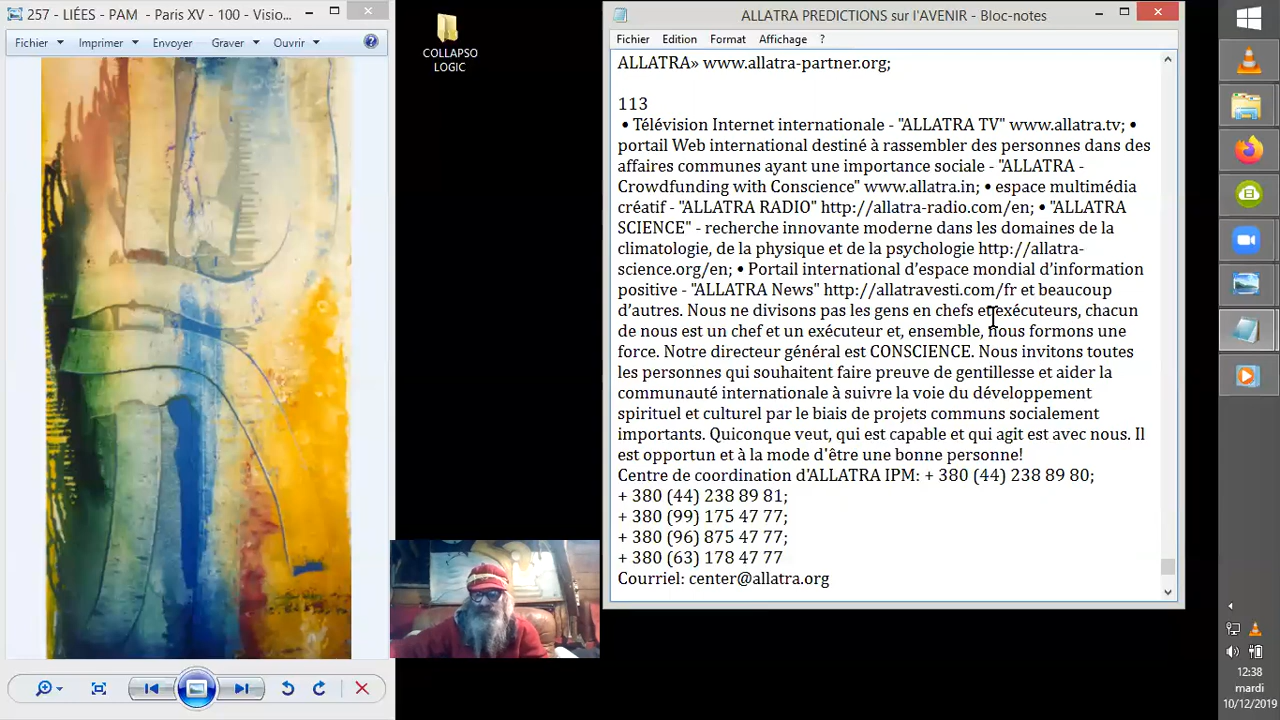 257 - LIÉES - PAM - Paris XV - 100 - Visio...
Fichier Imprimer Envoyer Graver Ouvrir
COLLAPSO
LOGIC
ALLATRA PREDICTIONS sur l'AVENIR - Bloc-notes
Fichier Edition Format Affichage ?
ALLATRA» www.allatra-partner.org;
113
• Télévision Internet internationale - "ALLATRA TV" www.allatra.tv; •
portail Web international destiné à rassembler des personnes dans des
affaires communes ayant une importance sociale - "ALLATRA -
Crowdfunding with Conscience" www.allatra.in; • espace multimédia
créatif - "ALLATRA RADIO" http://allatra-radio.com/en; • "ALLATRA
SCIENCE" - recherche innovante moderne dans les domaines de la
climatologie, de la physique et de la psychologie http://allatra-
science.org/en; • Portail international d’espace mondial d’information
positive - "ALLATRA News" http://allatravesti.com/fr et beaucoup
d’autres. Nous ne divisons pas les gens en chefs et exécuteurs, chacun
de nous est un chef et un exécuteur et, ensemble, nous formons une
force. Notre directeur général est CONSCIENCE. Nous invitons toutes
les personnes qui souhaitent faire preuve de gentillesse et aider la
communauté internationale à suivre la voie du développement
spirituel et culturel par le biais de projets communs socialement
importants. Quiconque veut, qui est capable et qui agit est avec nous. Il
est opportun et à la mode d'être une bonne personne!
Centre de coordination d'ALLATRA IPM: + 380 (44) 238 89 80;
+ 380 (44) 238 89 81;
+ 380 (99) 175 47 77;
+ 380 (96) 875 47 77;
+ 380 (63) 178 47 77
Courriel: center@allatra.org
12:38
mardi
10/12/2019